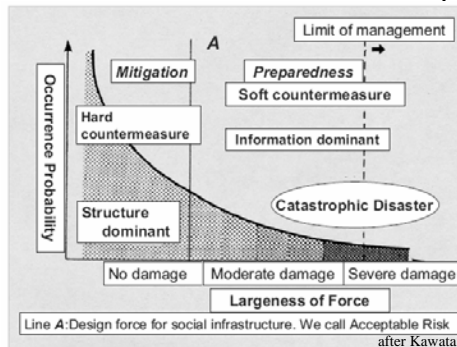 Limit of management
A
Mitigation
Preparedness
Soft countermeasure
Occurrence Probability
Hard
countermeasure
Information dominant
Structure
dominant
Catastrophic Disaster
No damage
Moderate damage
Severe damage
Largeness of Force
Line A:Design force for social infrastructure. We call Acceptable Risk
after Kawata